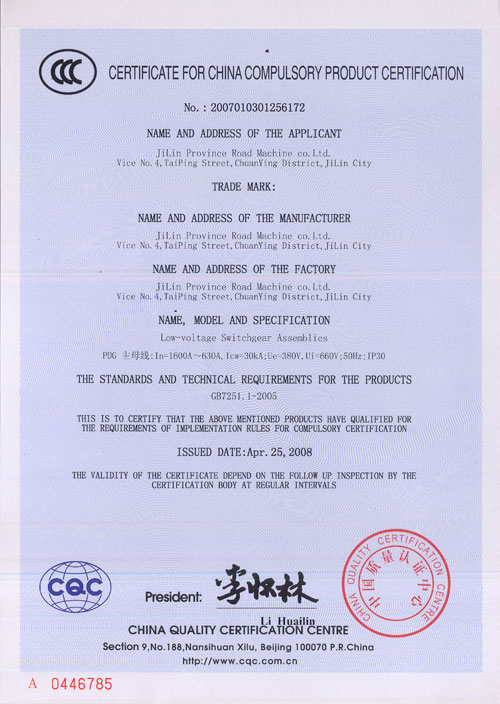 CCC
CERTIFICATE FOR CHINA COMPULSORY PRODUCT CERTIFICATION
No.: 2007010301256172
NAME AND ADDRESS OF THE APPLICANT
JiLin Province Road Machine co.Ltd.
Vice No.4,TaiPing Street,ChuanYing District,JiLin City
TRADE MARK:
NAME AND ADDRESS OF THE MANUFACTURER
JiLin Province Road Machine co.Ltd.
Vice No.4,TaiPing Street,ChuanYing District,JiLin City
NAME AND ADDRESS OF THE FACTORY
JiLin Province Road Machine co.Ltd.
Vice No.4,TaiPing Street,ChuanYing District,JiLin City
NAME, MODEL AND SPECIFICATION
Low-voltage Switchgear Assemblies
PDG 主母线:In=1600A～630A,Icw=30kA;Ue=380V,Ui=660V;50Hz;IP30
THE STANDARDS AND TECHNICAL REQUIREMENTS FOR THE PRODUCTS
GB7251.1-2005
THIS IS TO CERTIFY THAT THE ABOVE MENTIONED PRODUCTS HAVE QUALIFIED FOR
THE REQUIREMENTS OF IMPLEMENTATION RULES FOR COMPULSORY CERTIFICATION
ISSUED DATE:Apr.25,2008
THE VALIDITY OF THE CERTIFICATE DEPEND ON THE FOLLOW UP INSPECTION BY THE
CERTIFICATION BODY AT REGULAR INTERVALS
CQC
President:
李怀林
Li Huailin
CHINA QUALITY CERTIFICATION CENTRE
中国质量认证中心
CHINA QUALITY CERTIFICATION CENTRE
Section 9,No.188,Nansihuan Xilu, Beijing 100070 P.R.China
http://www.cqc.com.cn
A 0446785